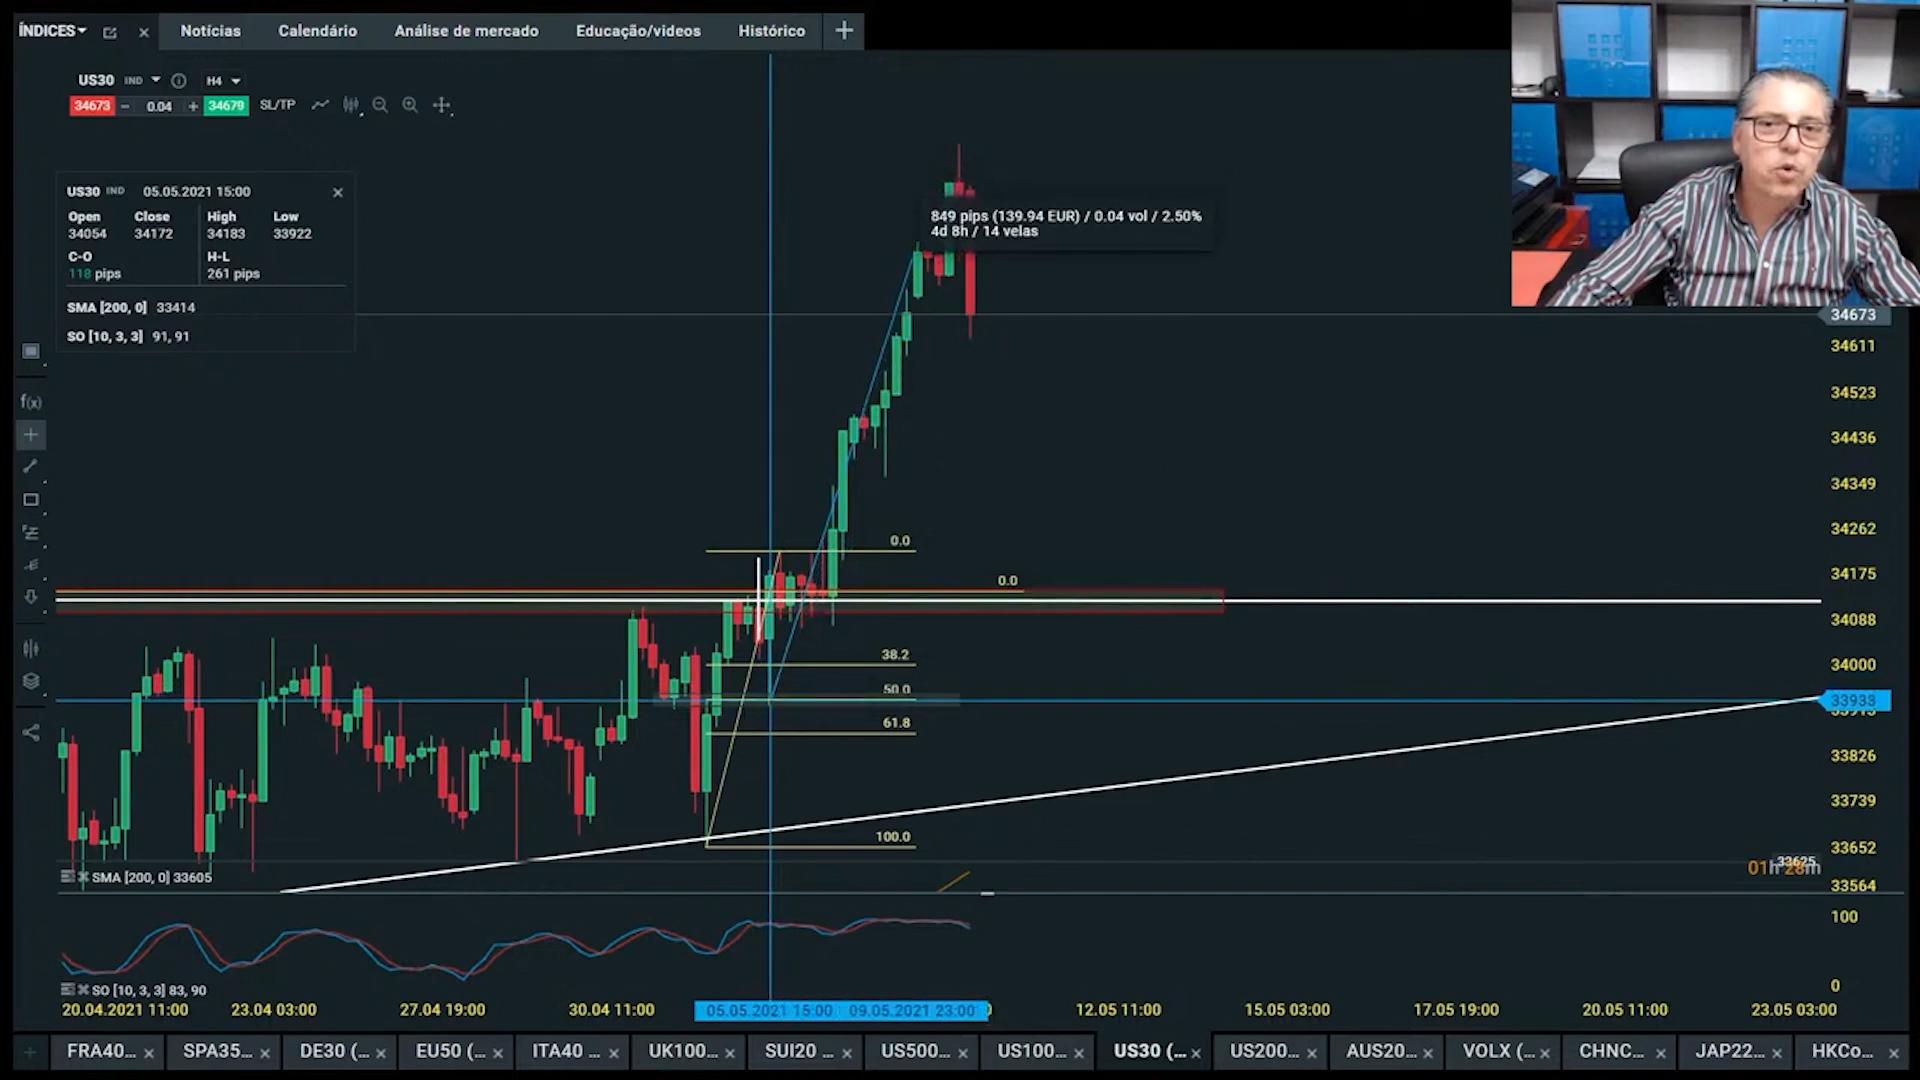 ÍNDICES
Notícias
Calendário
Análise de mercado
Educação/videos
Histórico
US30 IND
H4
34673 − 0.04 + 34679 SL/TP
US30 IND 05.05.2021 15:00
Open Close High Low
34054 34172 34183 33922
C-O H-L
118 pips 261 pips
SMA [200, 0] 33414
SO [10, 3, 3] 91, 91
849 pips (139.94 EUR) / 0.04 vol / 2.50%
4d 8h / 14 velas
f(x)
0.0
0.0
38.2
50.0
61.8
100.0
34673
34611
34523
34436
34349
34262
34175
34088
34000
33933
33826
33739
33652
33625
01h 28m
33564
100
0
SMA [200, 0] 33605
SO [10, 3, 3] 83, 90
20.04.2021 11:00
23.04 03:00
27.04 19:00
30.04 11:00
05.05.2021 15:00
09.05.2021 23:00
12.05 11:00
15.05 03:00
17.05 19:00
20.05 11:00
23.05 03:00
FRA40...
SPA35...
DE30 (...
EU50 (...
ITA40 ...
UK100...
SUI20 ...
US500...
US100...
US30 (...
US200...
AUS20...
VOLX (...
CHNC...
JAP22...
HKCo...